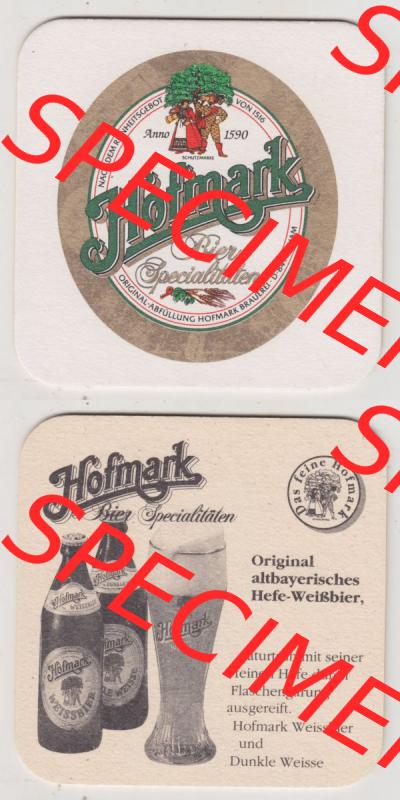 NACH DEM REINHEITSGEBOT VON 1516
Anno 1590
SCHUTZMARKE
Hofmark
Bier
Specialitäten
ORIGINAL-ABFÜLLUNG HOFMARK BRAUEREI
SPECIMEN
Hofmark
Bier Specialitäten
Das feine Hofmark
Original
altbayerisches
Hefe-Weißbier,
mit seiner
feinen Hefe
Flaschengärung
ausgereift.
Hofmark Weissbier
und
Dunkle Weisse
Hofmark
WEISSBIER
Hofmark
DUNKLE WEISSE
Hofmark
SPECIMEN